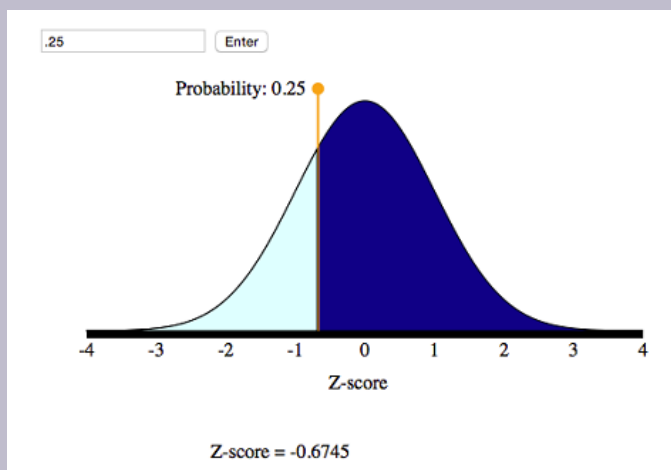 .25 Enter
Probability: 0.25
-4 -3 -2 -1 0 1 2 3 4
Z-score
Z-score = -0.6745